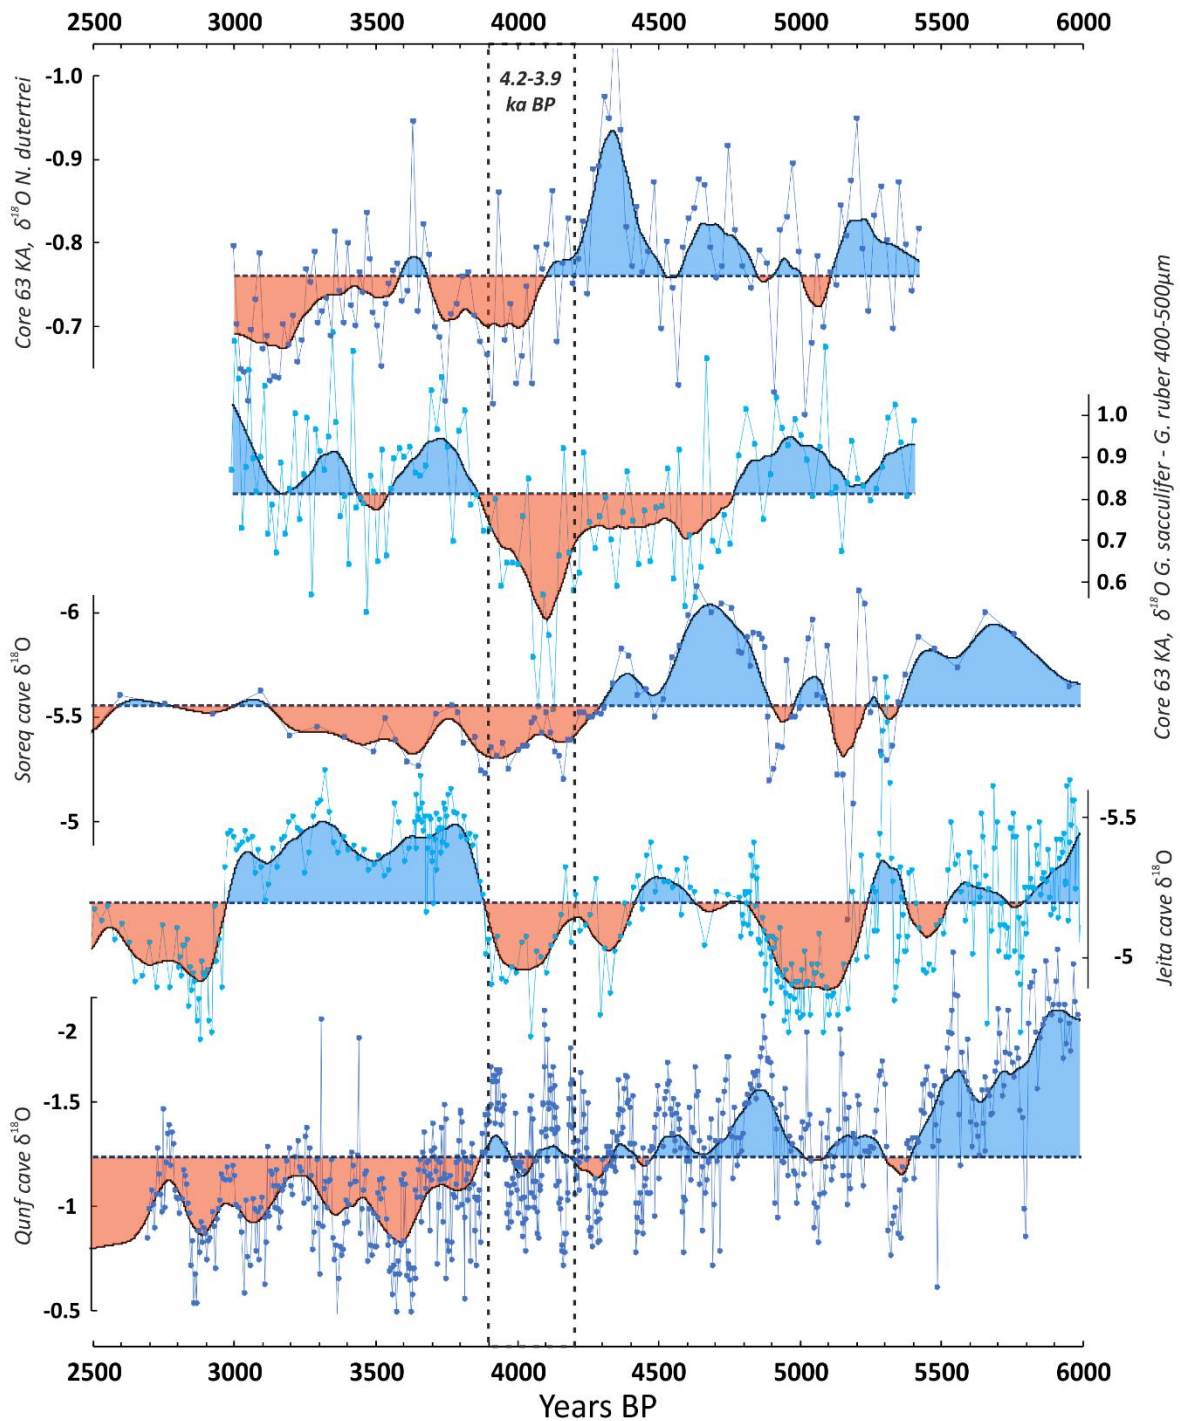 2500 3000 3500 4000 4500 5000 5500 6000
4.2-3.9
ka BP
Core 63 KA, δ¹⁸O N. dutertrei
-1.0
-0.9
-0.8
-0.7
Core 63 KA, δ¹⁸O G. sacculifer - G. ruber 400-500µm
1.0
0.9
0.8
0.7
0.6
Soreq cave δ¹⁸O
-6
-5.5
-5
Jeita cave δ¹⁸O
-5.5
-5
Qunf cave δ¹⁸O
-2
-1.5
-1
-0.5
2500 3000 3500 4000 4500 5000 5500 6000
Years BP